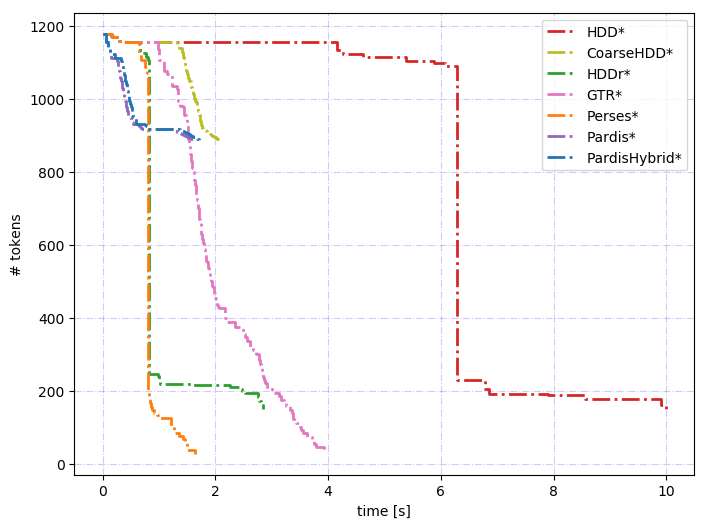 HDD*
CoarseHDD*
HDDr*
GTR*
Perses*
Pardis*
PardisHybrid*
# tokens
1200
1000
800
600
400
200
0
0 2 4 6 8 10
time [s]